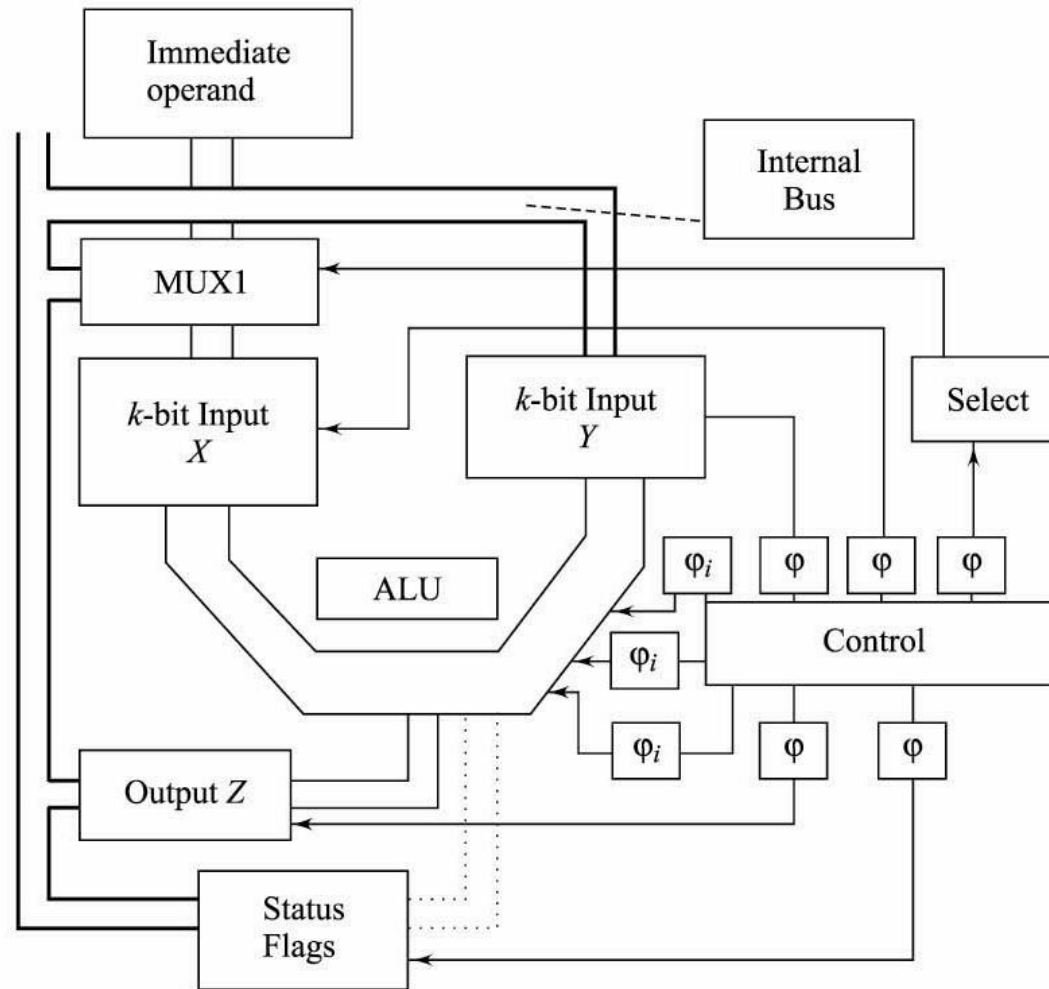 Immediate
operand
Internal
Bus
MUX1
k-bit Input
X
k-bit Input
Y
Select
ALU
φi
φ
φ
φ
φi
Control
φi
φ
φ
Output Z
Status
Flags